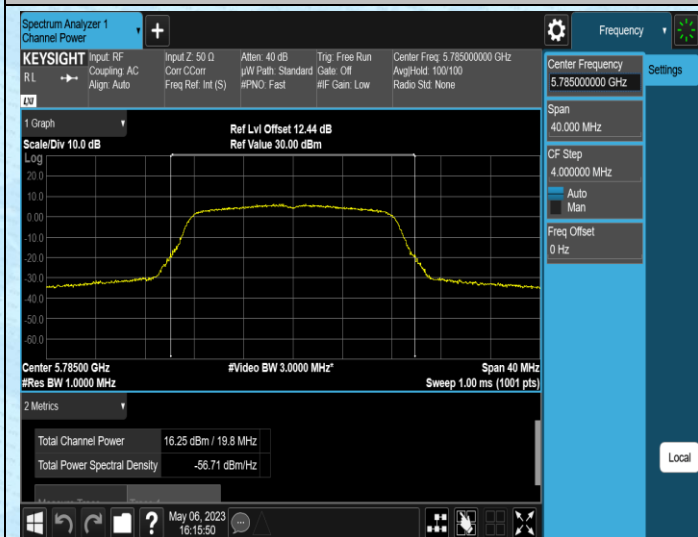 Spectrum Analyzer 1
Channel Power
Frequency
KEYSIGHT
R L
LXI
Input: RF
Coupling: AC
Align: Auto
Input Z: 50 Ω
Corr CCorr
Freq Ref: Int (S)
Atten: 40 dB
µW Path: Standard
#PNO: Fast
Trig: Free Run
Gate: Off
#IF Gain: Low
Center Freq: 5.785000000 GHz
Avg|Hold: 100/100
Radio Std: None
Center Frequency
5.785000000 GHz
Settings
Span
40.000 MHz
CF Step
4.000000 MHz
Auto
Man
Freq Offset
0 Hz
1 Graph
Scale/Div 10.0 dB
Ref Lvl Offset 12.44 dB
Ref Value 30.00 dBm
Log
20.0
10.0
0.00
-10.0
-20.0
-30.0
-40.0
-50.0
-60.0
Center 5.78500 GHz
#Video BW 3.0000 MHz*
Span 40 MHz
#Res BW 1.0000 MHz
Sweep 1.00 ms (1001 pts)
2 Metrics
Total Channel Power 16.25 dBm / 19.8 MHz
Total Power Spectral Density -56.71 dBm/Hz
Local
?
May 06, 2023
16:15:50